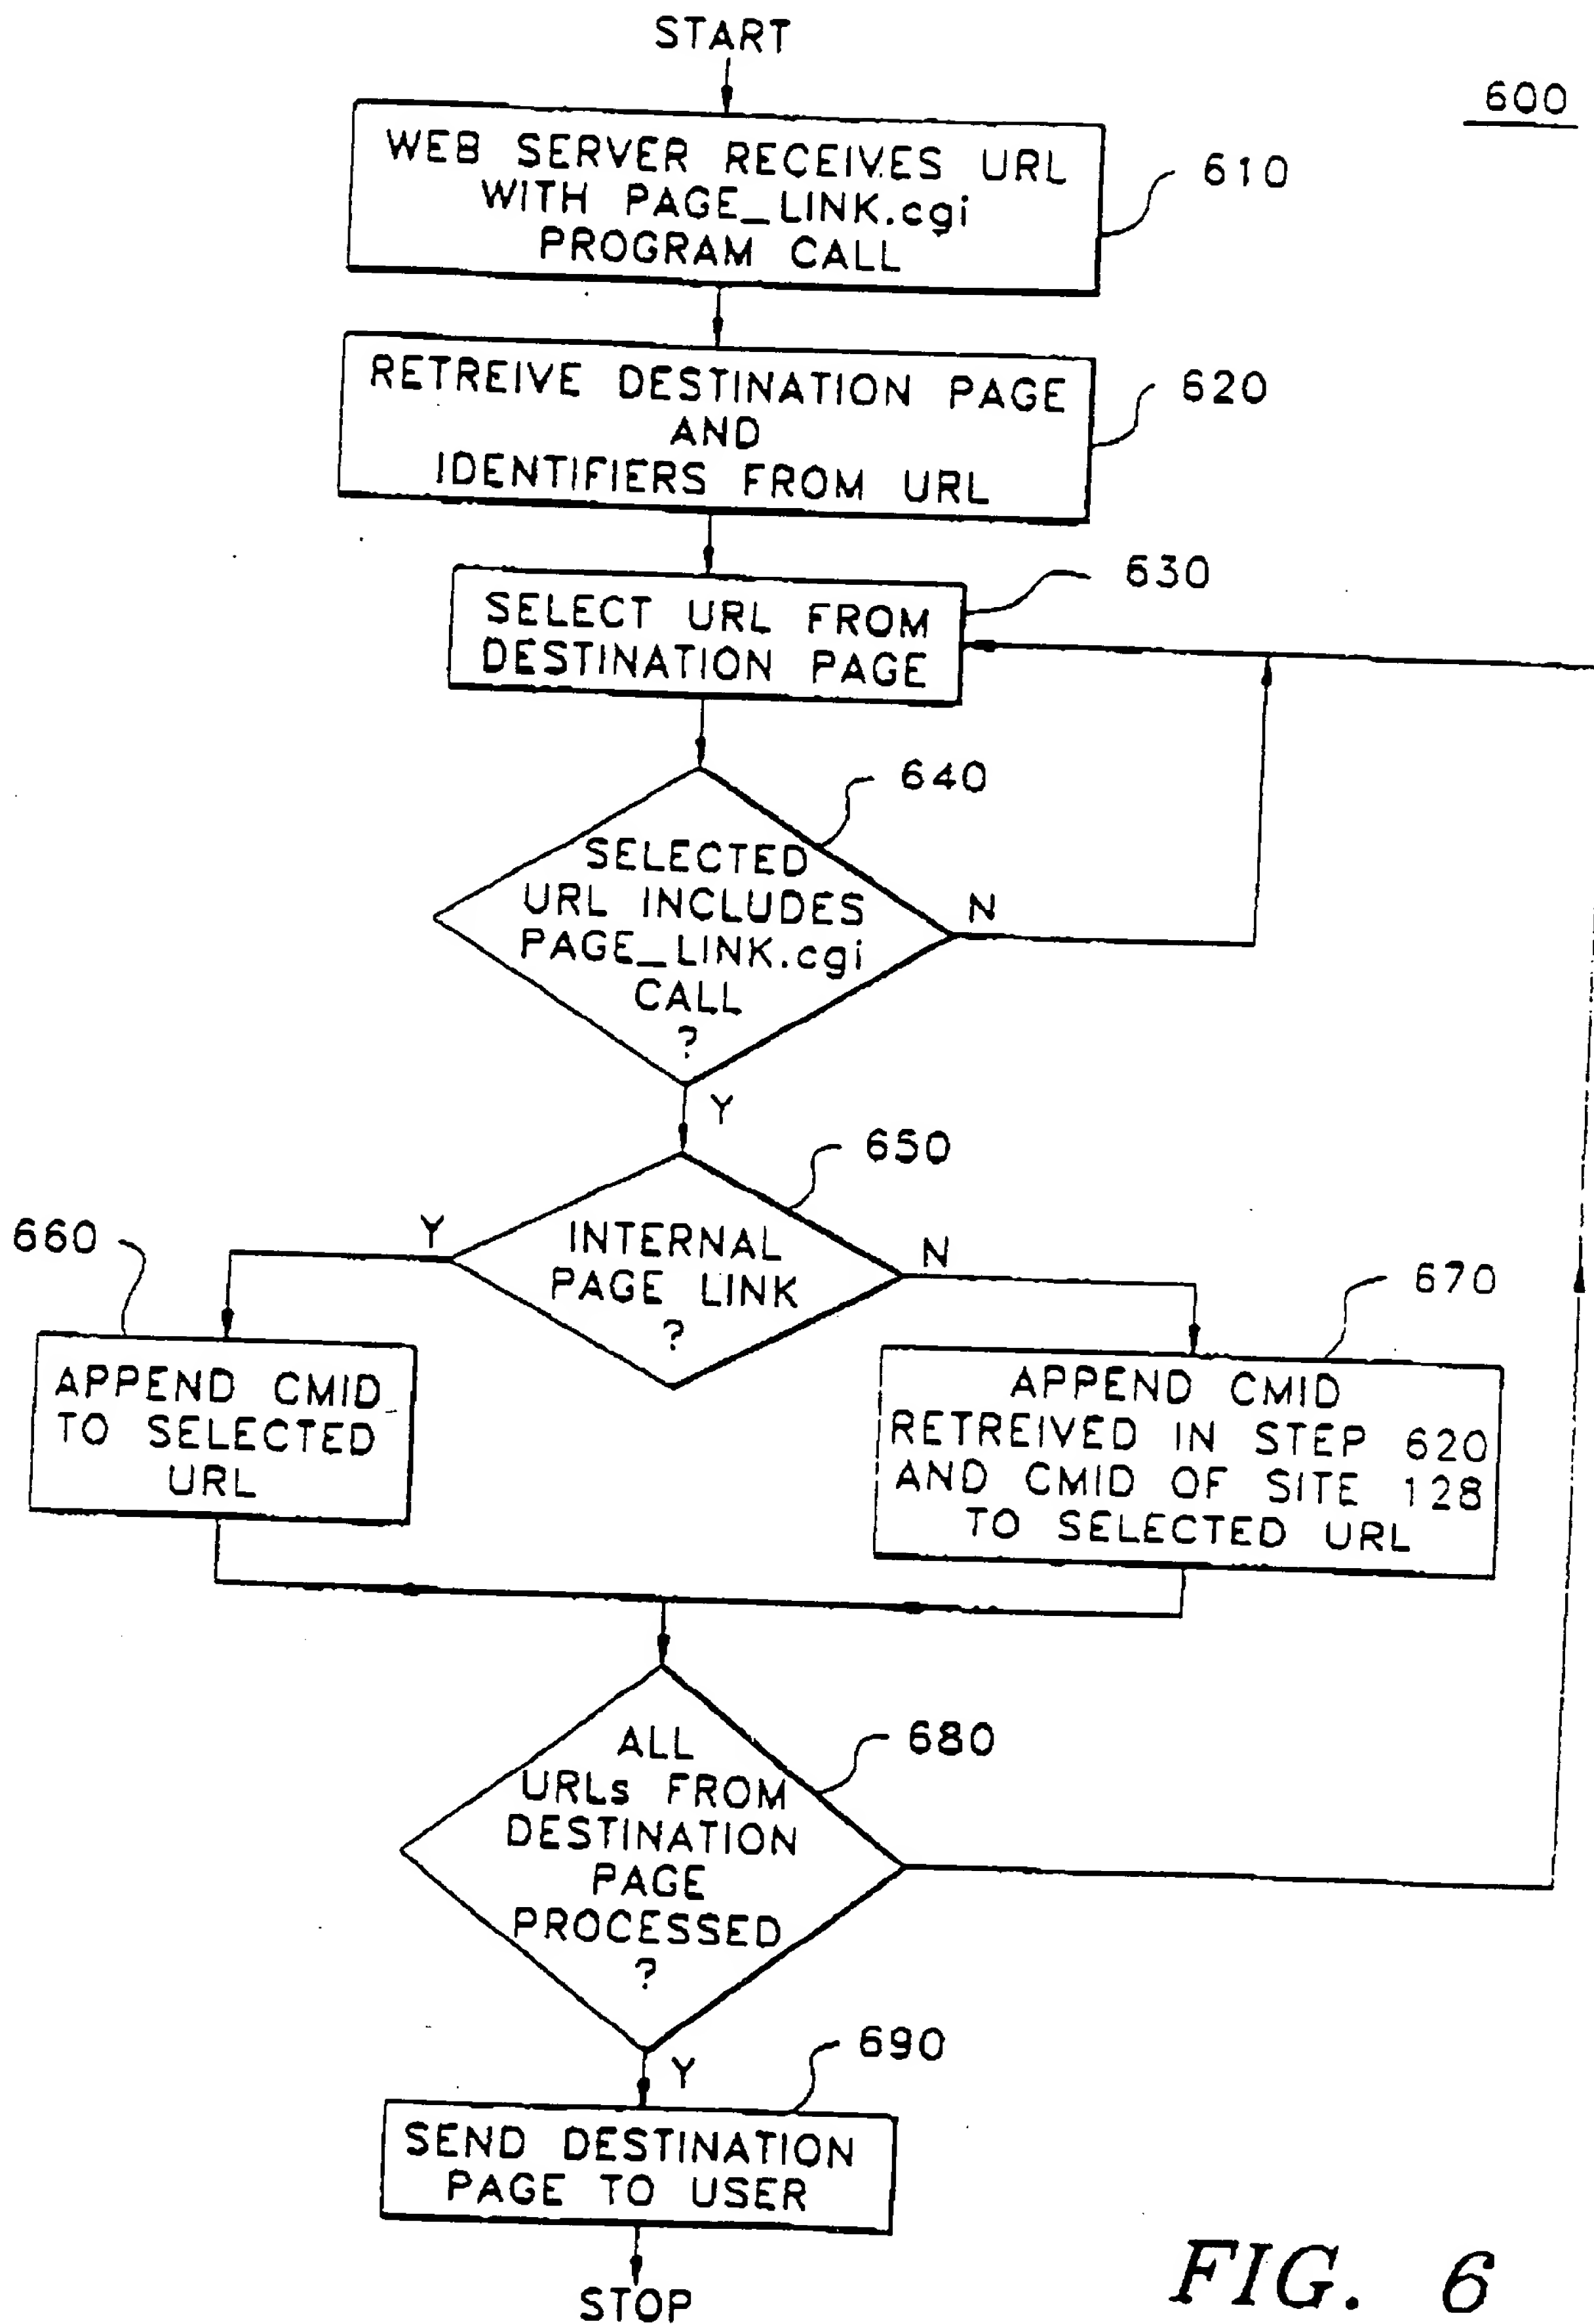 START
600
WEB SERVER RECEIVES URL
WITH PAGE_LINK.cgi
PROGRAM CALL
610
RETREIVE DESTINATION PAGE
AND
IDENTIFIERS FROM URL
620
SELECT URL FROM
DESTINATION PAGE
630
640
SELECTED
URL INCLUDES
PAGE_LINK.cgi
CALL
?
N
Y
650
INTERNAL
PAGE LINK
?
Y
N
660
APPEND CMID
TO SELECTED
URL
670
APPEND CMID
RETREIVED IN STEP 620
AND CMID OF SITE 128
TO SELECTED URL
680
ALL
URLs FROM
DESTINATION
PAGE
PROCESSED
?
Y
690
SEND DESTINATION
PAGE TO USER
STOP
FIG. 6